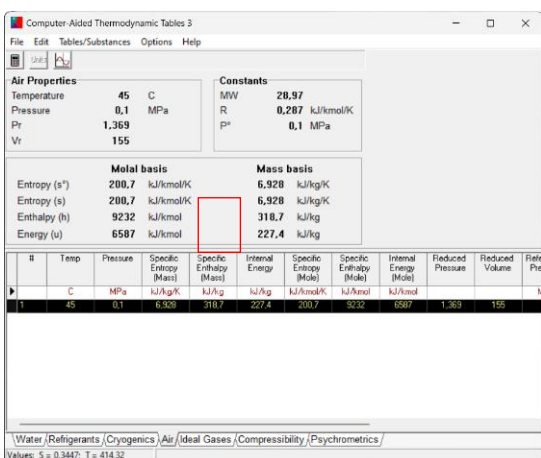 Computer-Aided Thermodynamic Tables 3
File Edit Tables/Substances Options Help
Units
Air Properties
Temperature 45 C
Pressure 0,1 MPa
Pr 1,369
Vr 155
Constants
MW 28,97
R 0,287 kJ/kmol/K
P° 0,1 MPa
Molal basis Mass basis
Entropy (s°) 200,7 kJ/kmol/K 6,928 kJ/kg/K
Entropy (s) 200,7 kJ/kmol/K 6,928 kJ/kg/K
Enthalpy (h) 9232 kJ/kmol 318,7 kJ/kg
Energy (u) 6587 kJ/kmol 227,4 kJ/kg
# Temp Pressure Specific Entropy (Mass) Specific Enthalpy (Mass) Internal Energy Specific Entropy (Mole) Specific Enthalpy (Mole) Internal Energy (Mole) Reduced Pressure Reduced Volume Refe Pre
C MPa kJ/kg/K kJ/kg kJ/kg kJ/kmol/K kJ/kmol kJ/kmol M
1 45 0,1 6,928 318,7 227,4 200,7 9232 6587 1,369 155
Water Refrigerants Cryogenics Air Ideal Gases Compressibility Psychrometrics
Values: S = 0.3447; T = 414.32